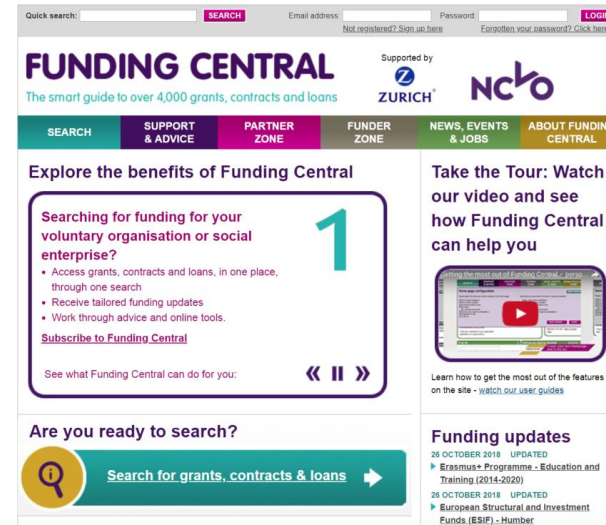 Quick search:
SEARCH
Email address:
Password:
LOGIN
Not registered? Sign up here
Forgotten your password? Click here
FUNDING CENTRAL
The smart guide to over 4,000 grants, contracts and loans
Supported by
ZURICH
NCVO
SEARCH
SUPPORT
& ADVICE
PARTNER
ZONE
FUNDER
ZONE
NEWS, EVENTS
& JOBS
ABOUT FUNDIN
CENTRAL
Explore the benefits of Funding Central
Searching for funding for your
voluntary organisation or social
enterprise?
• Access grants, contracts and loans, in one place,
through one search
• Receive tailored funding updates
• Work through advice and online tools.
Subscribe to Funding Central
See what Funding Central can do for you:
1
Take the Tour: Watch
our video and see
how Funding Central
can help you
Getting the most out of Funding Central - perso...
Learn how to get the most out of the features
on the site - watch our user guides
Are you ready to search?
Search for grants, contracts & loans
Funding updates
26 OCTOBER 2018 UPDATED
Erasmus+ Programme - Education and
Training (2014-2020)
26 OCTOBER 2018 UPDATED
European Structural and Investment
Funds (ESIF) - Humber